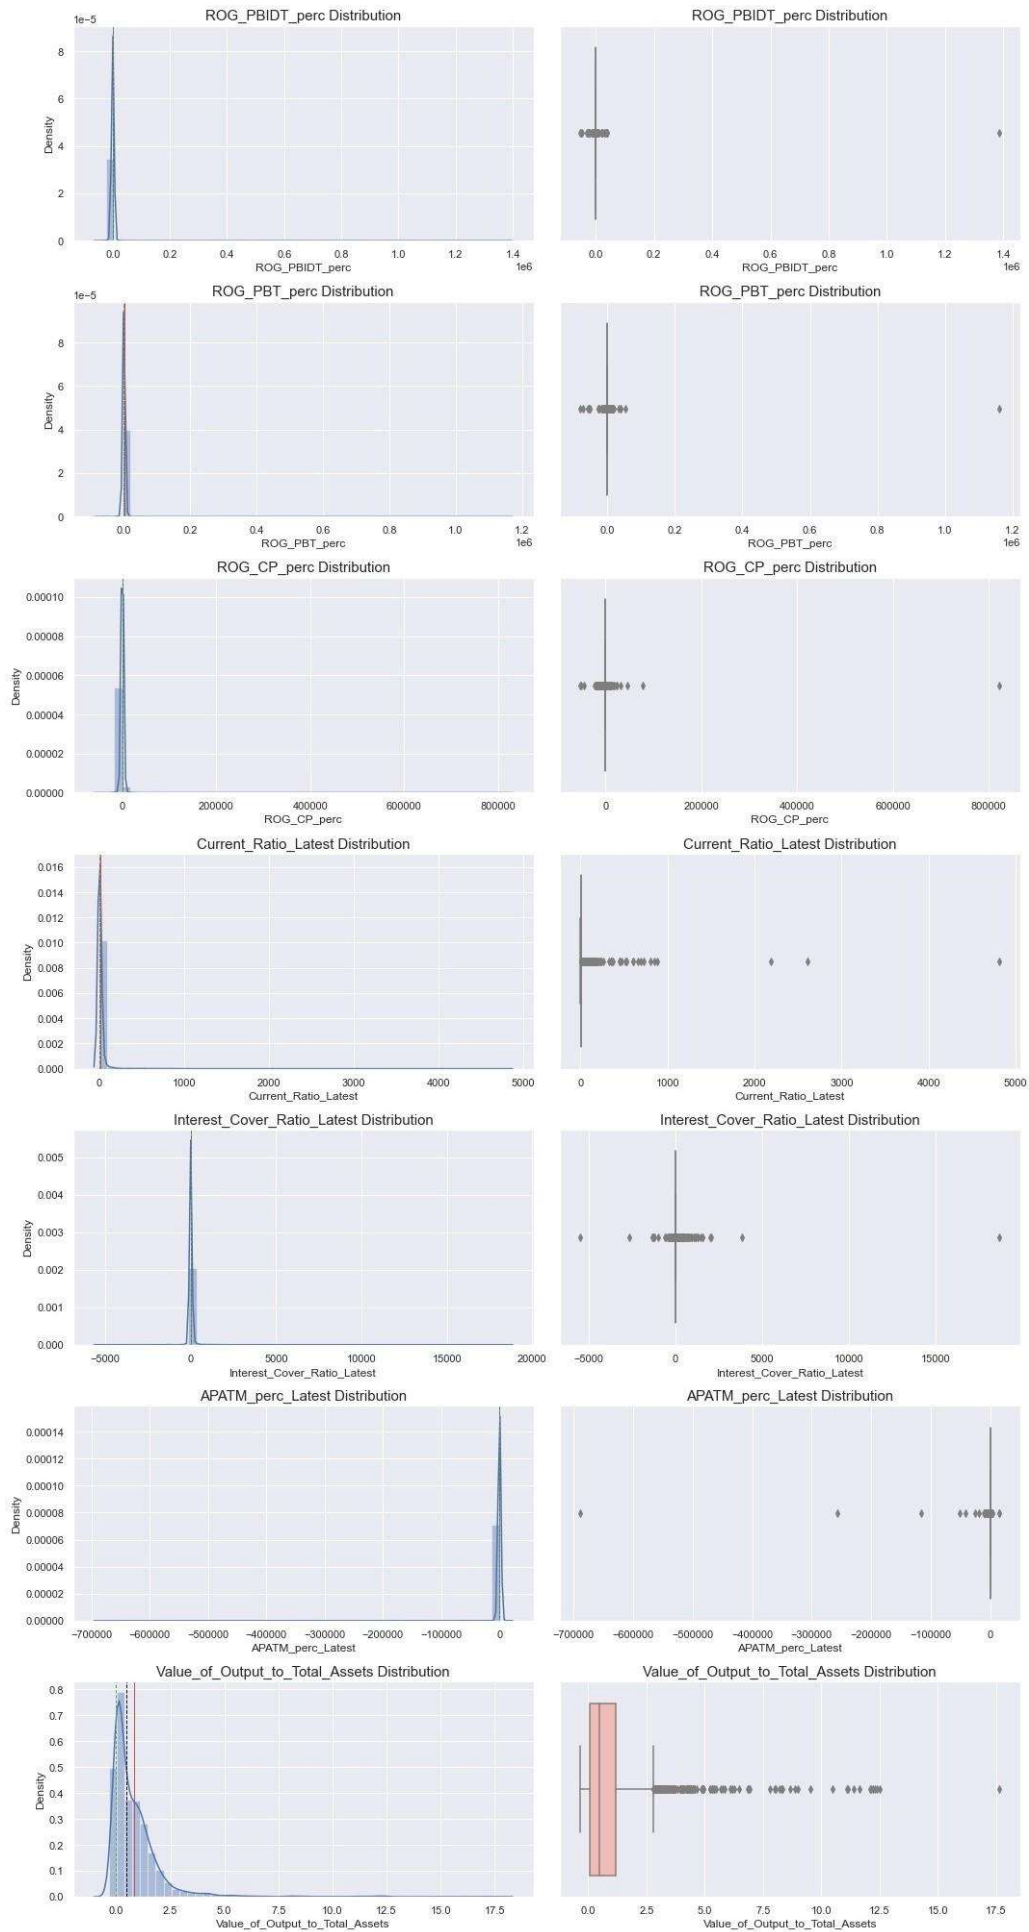 ROG_PBIDT_perc Distribution
1e−5
8
6
4
2
0
Density
0.0 0.2 0.4 0.6 0.8 1.0 1.2 1.4
1e6
ROG_PBIDT_perc
ROG_PBIDT_perc Distribution
0.0 0.2 0.4 0.6 0.8 1.0 1.2 1.4
1e6
ROG_PBIDT_perc
ROG_PBT_perc Distribution
1e−5
8
6
4
2
0
Density
0.0 0.2 0.4 0.6 0.8 1.0 1.2
1e6
ROG_PBT_perc
ROG_PBT_perc Distribution
0.0 0.2 0.4 0.6 0.8 1.0 1.2
1e6
ROG_PBT_perc
ROG_CP_perc Distribution
0.00010
0.00008
0.00006
0.00004
0.00002
0.00000
Density
0 200000 400000 600000 800000
ROG_CP_perc
ROG_CP_perc Distribution
0 200000 400000 600000 800000
ROG_CP_perc
Current_Ratio_Latest Distribution
0.016
0.014
0.012
0.010
0.008
0.006
0.004
0.002
0.000
Density
0 1000 2000 3000 4000 5000
Current_Ratio_Latest
Current_Ratio_Latest Distribution
0 1000 2000 3000 4000 5000
Current_Ratio_Latest
Interest_Cover_Ratio_Latest Distribution
0.005
0.004
0.003
0.002
0.001
0.000
Density
−5000 0 5000 10000 15000 20000
Interest_Cover_Ratio_Latest
Interest_Cover_Ratio_Latest Distribution
−5000 0 5000 10000 15000
Interest_Cover_Ratio_Latest
APATM_perc_Latest Distribution
0.00014
0.00012
0.00010
0.00008
0.00006
0.00004
0.00002
0.00000
Density
−700000 −600000 −500000 −400000 −300000 −200000 −100000 0
APATM_perc_Latest
APATM_perc_Latest Distribution
−700000 −600000 −500000 −400000 −300000 −200000 −100000 0
APATM_perc_Latest
Value_of_Output_to_Total_Assets Distribution
0.8
0.7
0.6
0.5
0.4
0.3
0.2
0.1
0.0
Density
0.0 2.5 5.0 7.5 10.0 12.5 15.0 17.5
Value_of_Output_to_Total_Assets
Value_of_Output_to_Total_Assets Distribution
0.0 2.5 5.0 7.5 10.0 12.5 15.0 17.5
Value_of_Output_to_Total_Assets